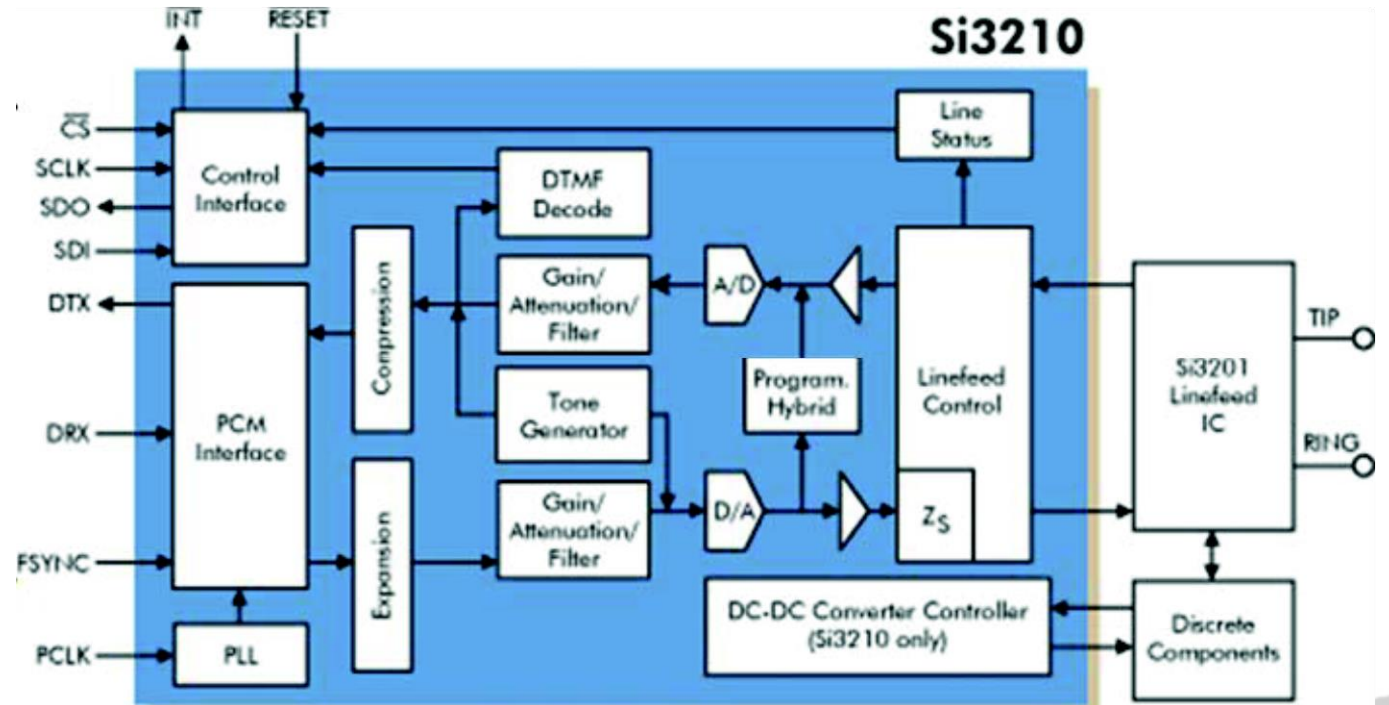 INT
RESET
Si3210
CS
SCLK
SDO
SDI
DTX
DRX
FSYNC
PCLK
Control
Interface
PCM
Interface
PLL
Conpression
Expansion
DTMF
Decode
Gain/
Attenuation/
Filter
Tone
Generator
Gain/
Attenuation/
Filter
A/D
D/A
Program.
Hybrid
Line
Status
Linefeed
Control
ZS
DC-DC Converter Controller
(Si3210 only)
Si3201
Linefeed
IC
Discrete
Components
TIP
RING